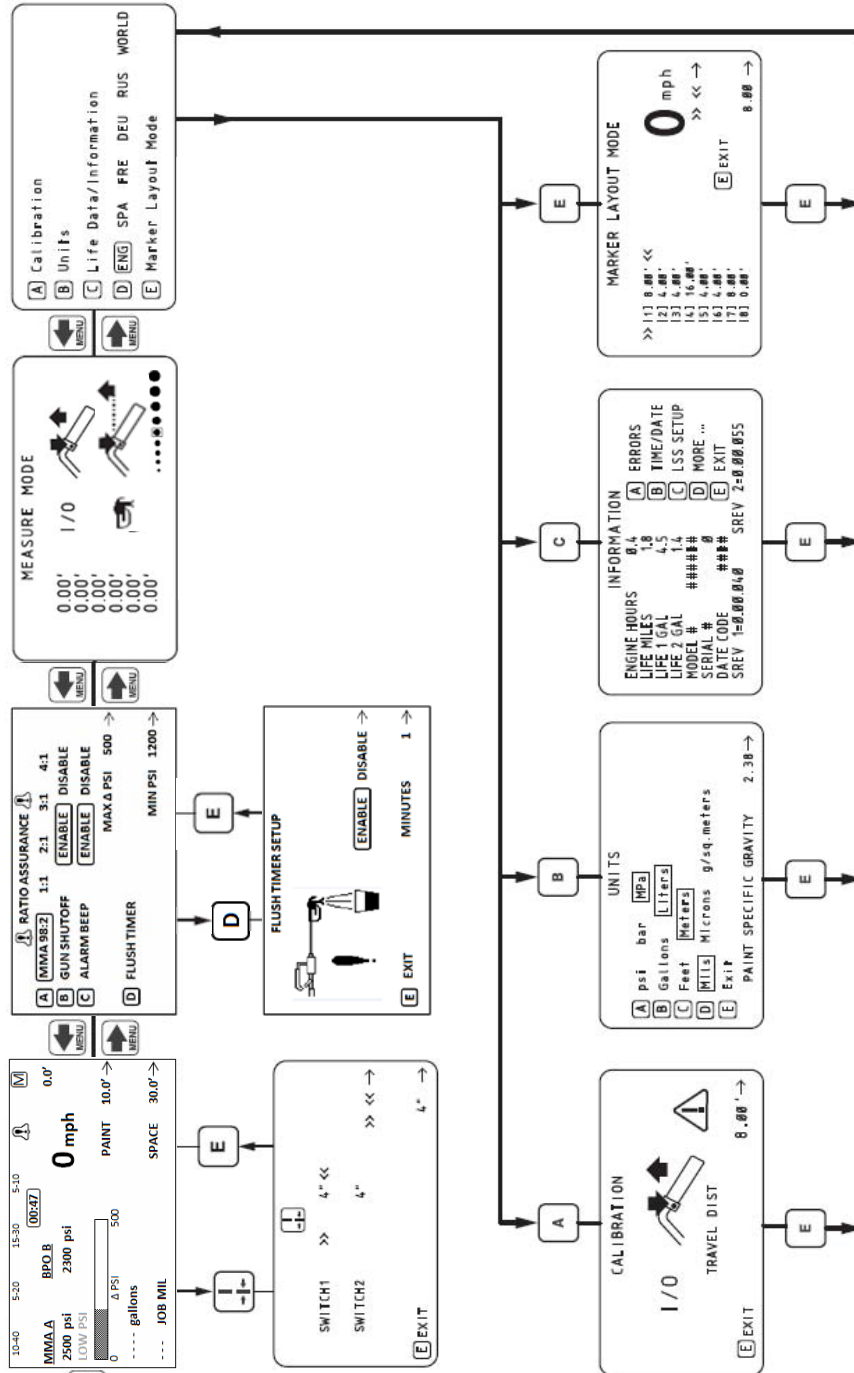 10-40 5-20 15-30 5-10
MMA A BPO B 00:47 M
2500 psi 2300 psi 0.0'
LOW PSI
0 mph
0 Δ PSI 500
PAINT 10.0' →
- - - - gallons
- - - JOB MIL
SPACE 30.0' →
MENU
MENU
RATIO ASSURANCE
A MMA 98:2 1:1 2:1 3:1 4:1
B GUN SHUTOFF ENABLE DISABLE
C ALARM BEEP ENABLE DISABLE
MAX Δ PSI 500 →
D FLUSH TIMER
MIN PSI 1200 →
MENU
MENU
MEASURE MODE
0.00'
0.00' I/O
0.00'
0.00'
0.00'
0.00'
MENU
MENU
A Calibration
B Units
C Life Data/Information
D ENG SPA FRE DEU RUS WORLD
E Marker Layout Mode
E
D
E
SWITCH1 >> 4" <<
SWITCH2 4"
>> << →
E EXIT 4" →
FLUSH TIMER SETUP
ENABLE DISABLE →
E EXIT MINUTES 1 →
A
B
C
E
CALIBRATION
I/O
TRAVEL DIST
E EXIT 8.00' →
UNITS
A psi bar MPa
B Gallons Liters
C Feet Meters
D Mils Microns g/sq.meters
E Exit
PAINT SPECIFIC GRAVITY 2.38 →
INFORMATION
ENGINE HOURS 0.4 A ERRORS
LIFE MILES 1.8 B TIME/DATE
LIFE 1 GAL 4.5 C LSS SETUP
LIFE 2 GAL 1.4 D MORE ...
MODEL # ###### E EXIT
SERIAL # 0
DATE CODE ####
SREV 1=0.00.040 SREV 2=0.00.055
MARKER LAYOUT MODE
>> [1] 8.00' <<
[2] 4.00'
[3] 4.00'
[4] 16.00'
[5] 4.00'
[6] 4.00'
[7] 8.00'
[8] 0.00'
0 mph
>> << →
E EXIT
8.00 →
E
E
E
E